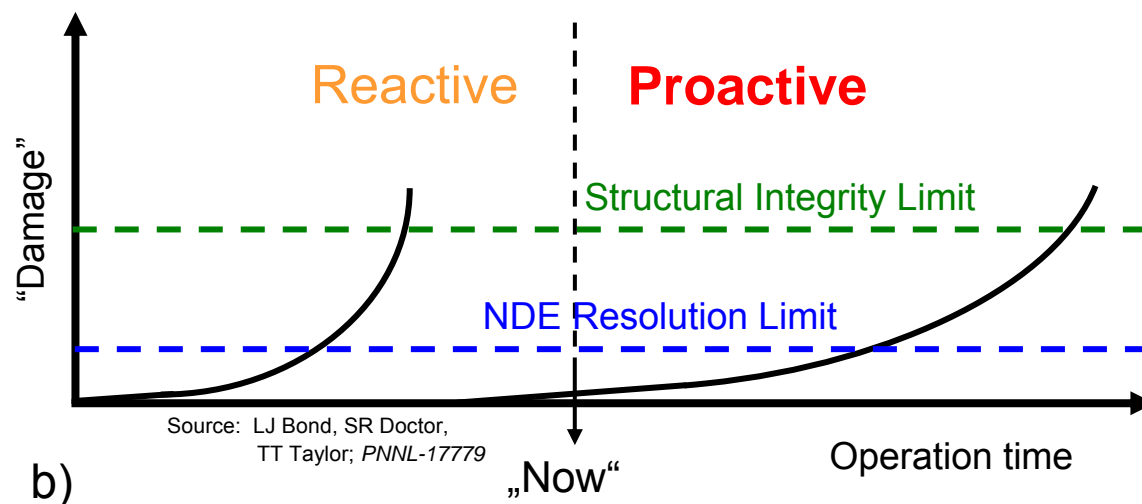 Reactive
Proactive
“Damage”
Structural Integrity Limit
NDE Resolution Limit
Source: LJ Bond, SR Doctor,
TT Taylor; PNNL-17779
Operation time
„Now“
b)